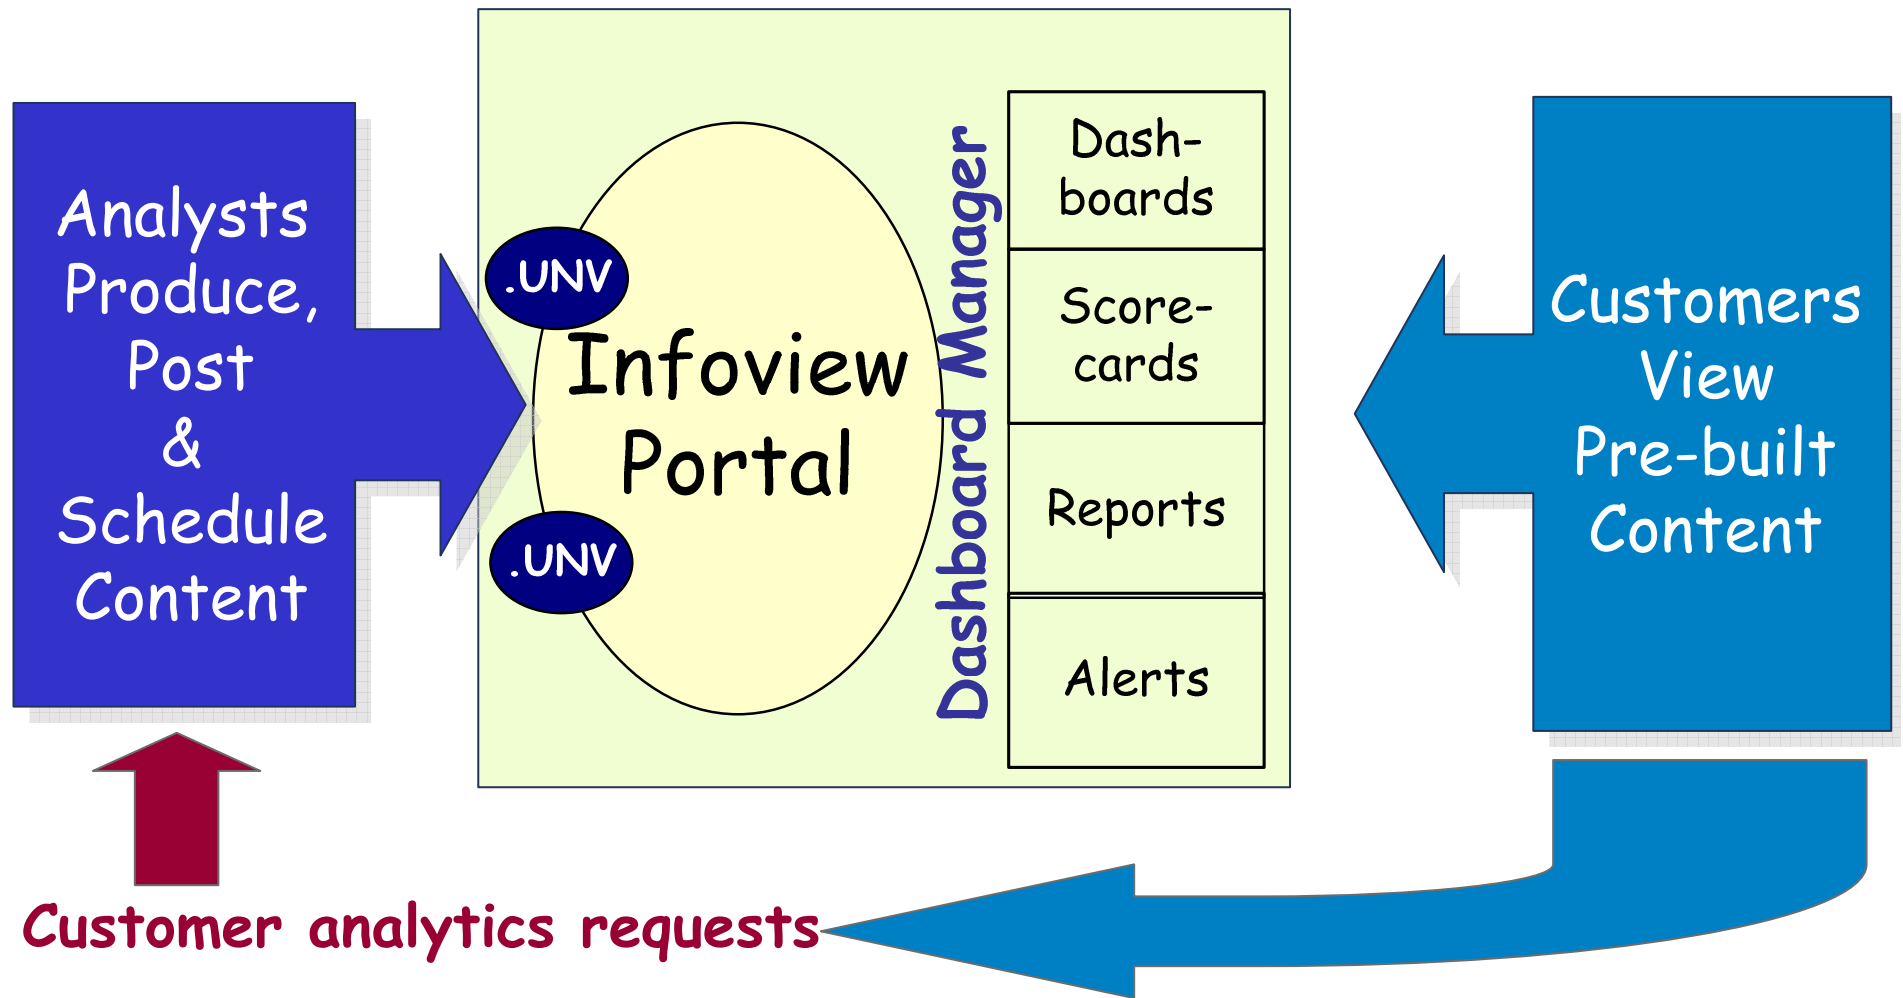 Analysts
Produce,
Post
&
Schedule
Content
.UNV
Infoview
Portal
.UNV
Dashboard Manager
Dash-
boards
Score-
cards
Reports
Alerts
Customers
View
Pre-built
Content
Customer analytics requests